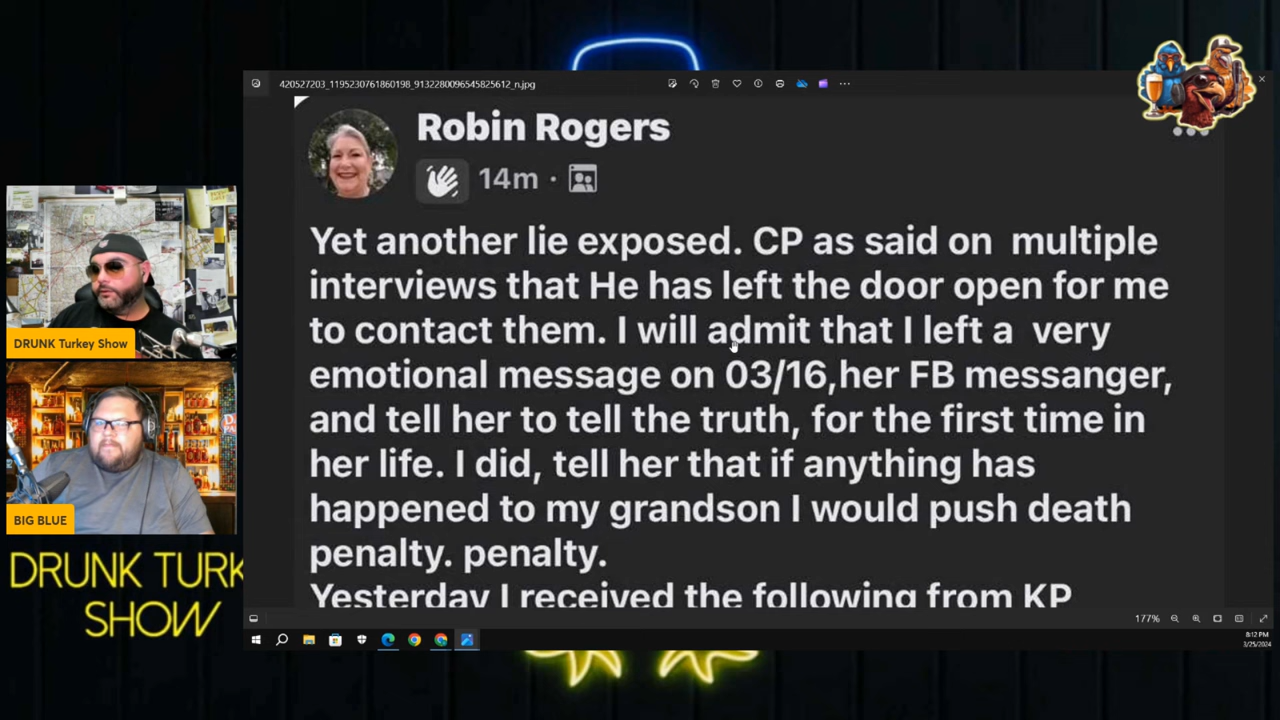 420527203_1195230761860198_9132280096545825612_n.jpg
Robin Rogers
14m ·
Yet another lie exposed. CP as said on multiple
interviews that He has left the door open for me
to contact them. I will admit that I left a very
emotional message on 03/16,her FB messanger,
and tell her to tell the truth, for the first time in
her life. I did, tell her that if anything has
happened to my grandson I would push death
penalty. penalty.
Yesterday I received the following from KP
DRUNK Turkey Show
BIG BLUE
DRUNK TURK
SHOW
177%
8:12 PM
3/25/2024